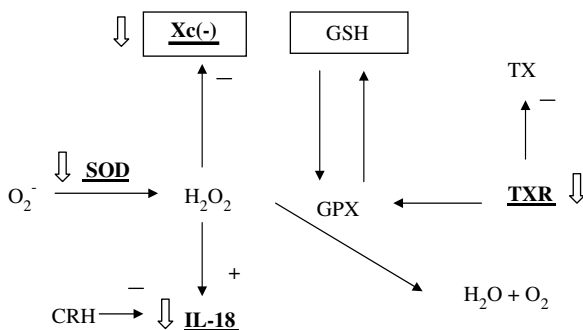 Xc(-) GSH
TX
–
–
SOD
O₂⁻ H₂O₂ GPX TXR
+
–
H₂O + O₂
CRH IL-18